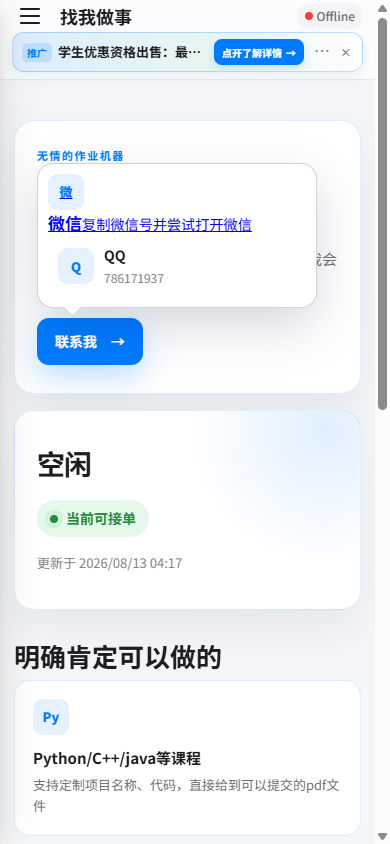 找我做事
Offline
推广
学生优惠资格出售：最…
点开了解详情 →
… ×
无情的作业机器
微
微信复制微信号并尝试打开微信
Q
QQ
786171937
我会
联系我 →
空闲
当前可接单
更新于 2026/08/13 04:17
明确肯定可以做的
Py
Python/C++/java等课程
支持定制项目名称、代码，直接给到可以提交的pdf文
件